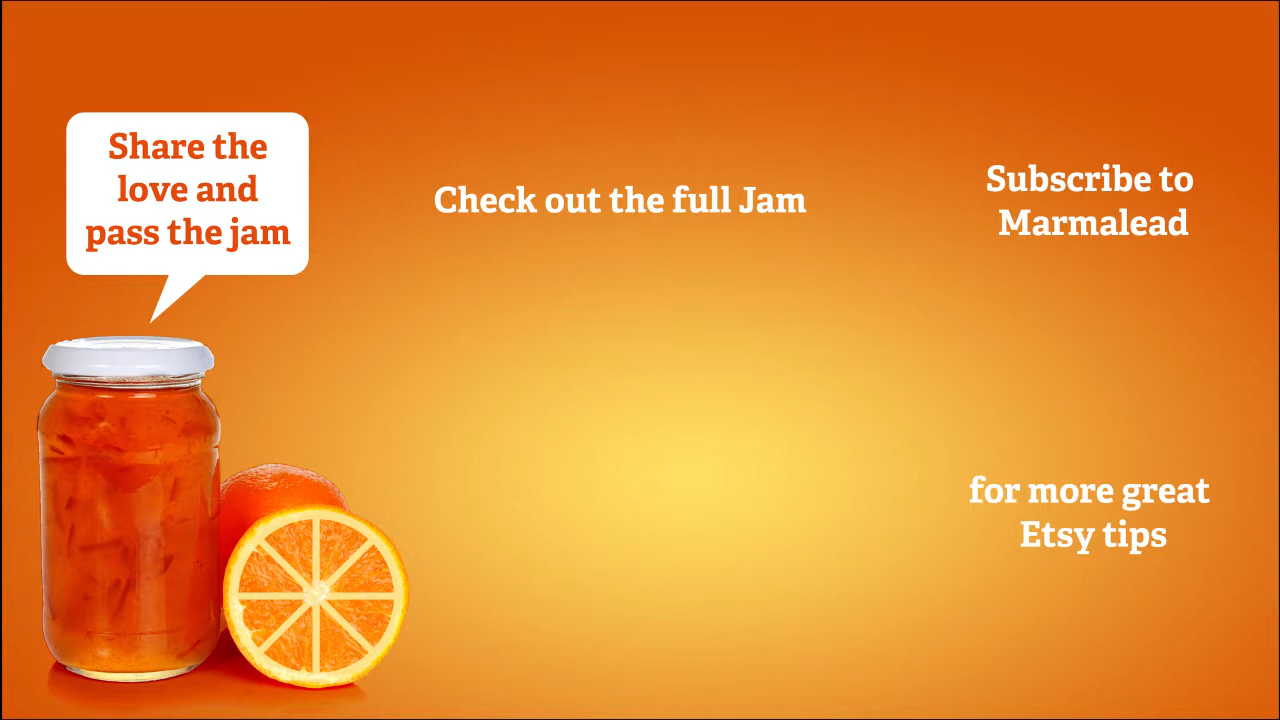 Share the
love and
pass the jam
Check out the full Jam
Subscribe to
Marmalead
for more great
Etsy tips